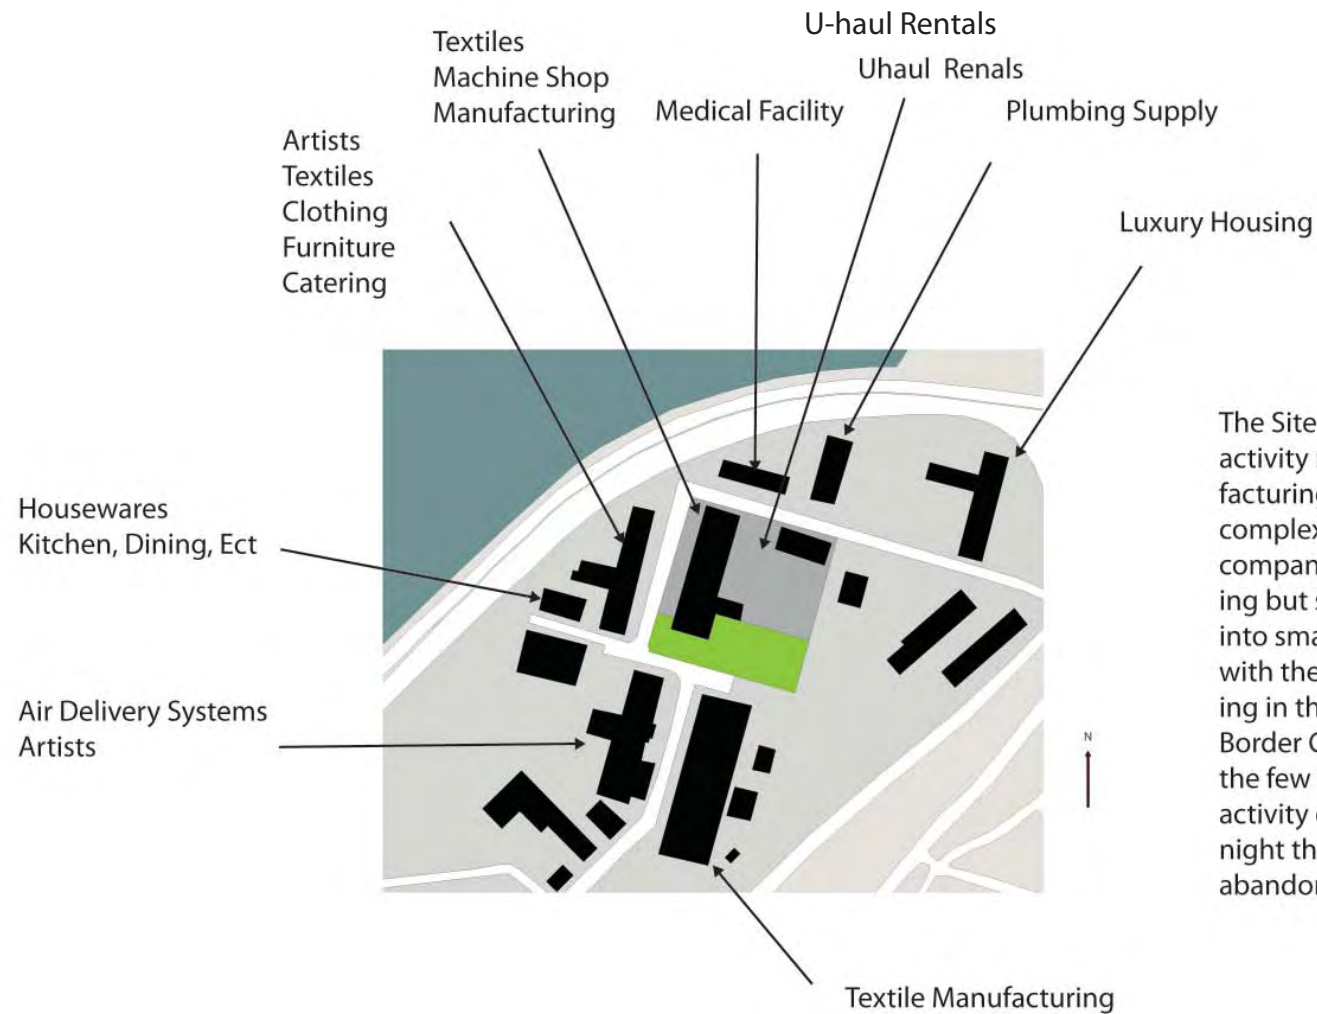 U-haul Rentals
Uhaul Renals
Textiles
Machine Shop
Manufacturing
Medical Facility
Plumbing Supply
Artists
Textiles
Clothing
Furniture
Catering
Luxury Housing
Housewares
Kitchen, Dining, Ect
Air Delivery Systems
Artists
N
Textile Manufacturing
The Site
activity
facturing
complex
compan
ing but
into sma
with the
ing in th
Border
the few
activity
night th
abandon